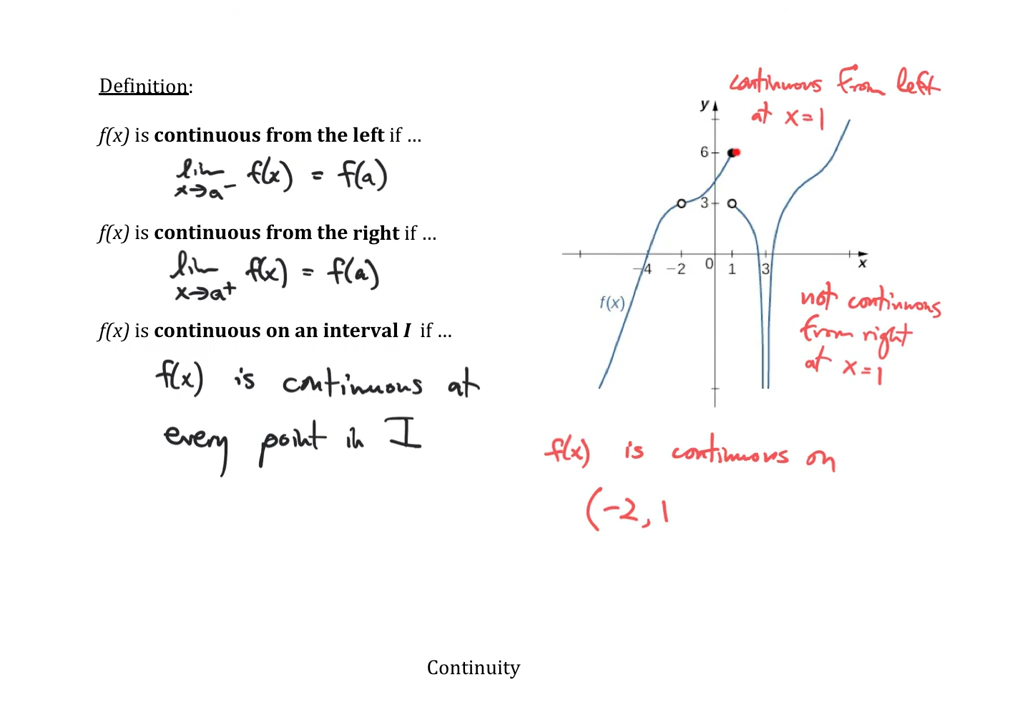 Definition:
f(x) is continuous from the left if ...
lim f(x) = f(a)
x→a⁻
f(x) is continuous from the right if ...
lim f(x) = f(a)
x→a⁺
f(x) is continuous on an interval I if ...
f(x) is continuous at
every point in I
continuous from left
at x=1
y
6
3
-4 -2 0 1 3 x
f(x)
not continuous
from right
at x=1
f(x) is continuous on
(-2, 1
Continuity